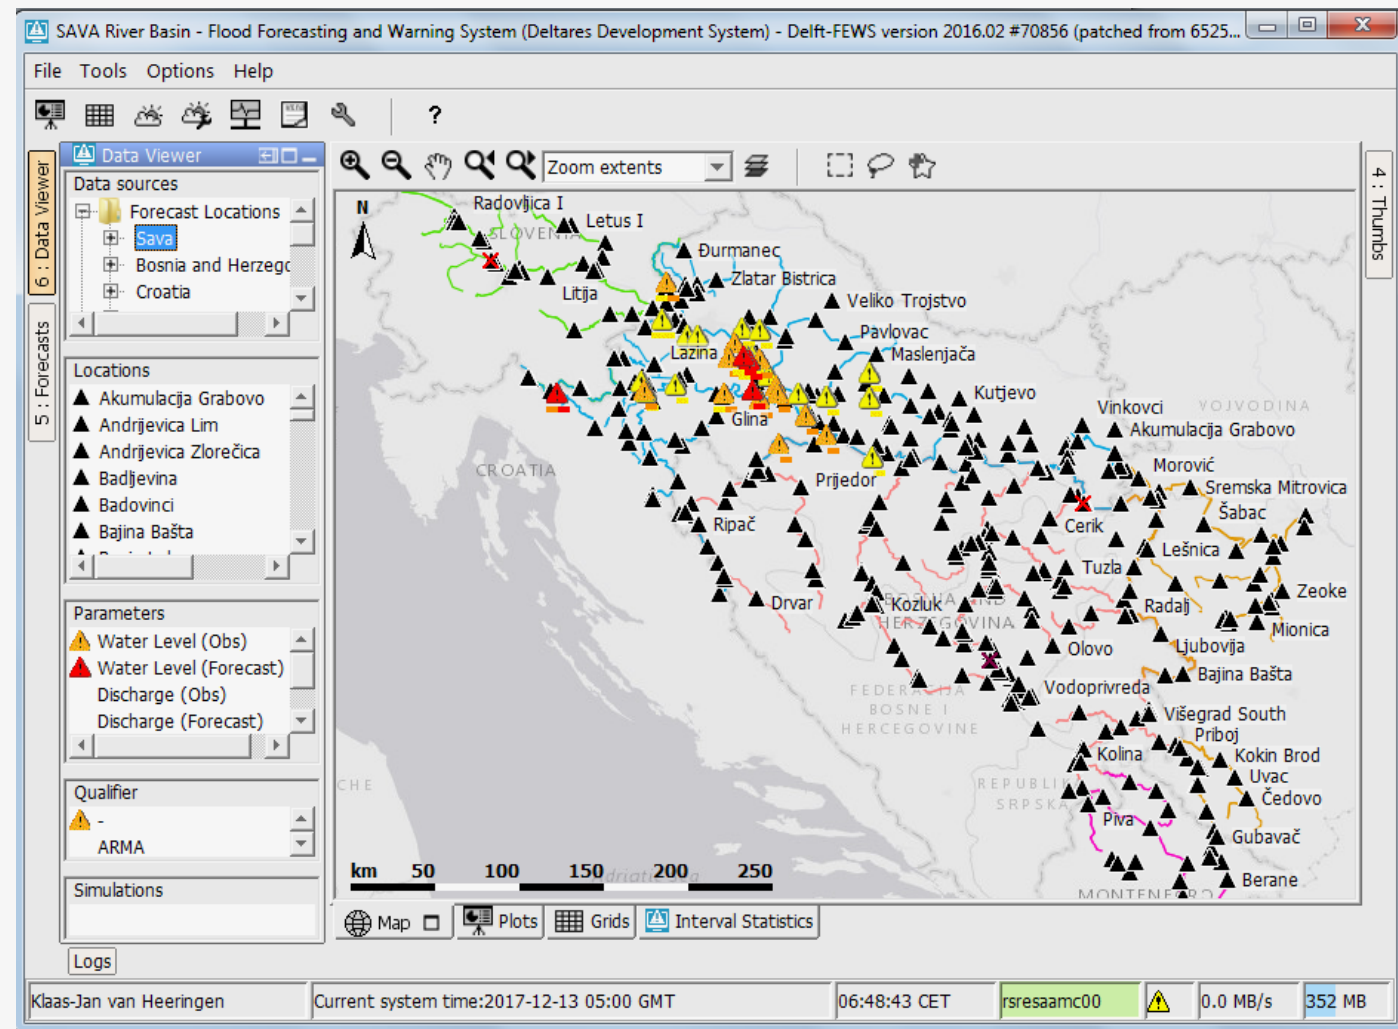 SAVA River Basin - Flood Forecasting and Warning System (Deltares Development System) - Delft-FEWS version 2016.02 #70856 (patched from 6525...
File Tools Options Help
?
6 : Data Viewer
5 : Forecasts
4 : Thumbs
Data Viewer
Data sources
Forecast Locations
Sava
Bosnia and Herzego
Croatia
Locations
Akumulacija Grabovo
Andrijevica Lim
Andrijevica Zlorečica
Badljevina
Badovinci
Bajina Bašta
Parameters
Water Level (Obs)
Water Level (Forecast)
Discharge (Obs)
Discharge (Forecast)
Qualifier
-
ARMA
Simulations
Zoom extents
N
Radovljica I
Letus I
SLOVENIA
Đurmanec
Zlatar Bistrica
Litija
Veliko Trojstvo
Pavlovac
Lazina
Maslenjača
Kutjevo
Glina
Vinkovci
VOJVODINA
Akumulacija Grabovo
CROATIA
Morović
Prijedor
Sremska Mitrovica
Ripač
Cerik
Šabac
Lešnica
Tuzla
Drvar
Kozluk
BOSNIA AND
HERZEGOVINA
Radalj
Zeoke
Mionica
Olovo
Ljubovija
Bajina Bašta
FEDERACIJA
BOSNE I
HERCEGOVINE
Vodoprivreda
Višegrad South
Priboj
Kolina
Kokin Brod
CHE
REPUBLIK
SRPSKA
Uvac
Čedovo
Piva
Gubavač
km 50 100 150 200 250
Adriatic Sea
Berane
MONTENEGRO
Map
Plots
Grids
Interval Statistics
Logs
Klaas-Jan van Heeringen
Current system time:2017-12-13 05:00 GMT
06:48:43 CET
rsresaamc00
0.0 MB/s
352 MB